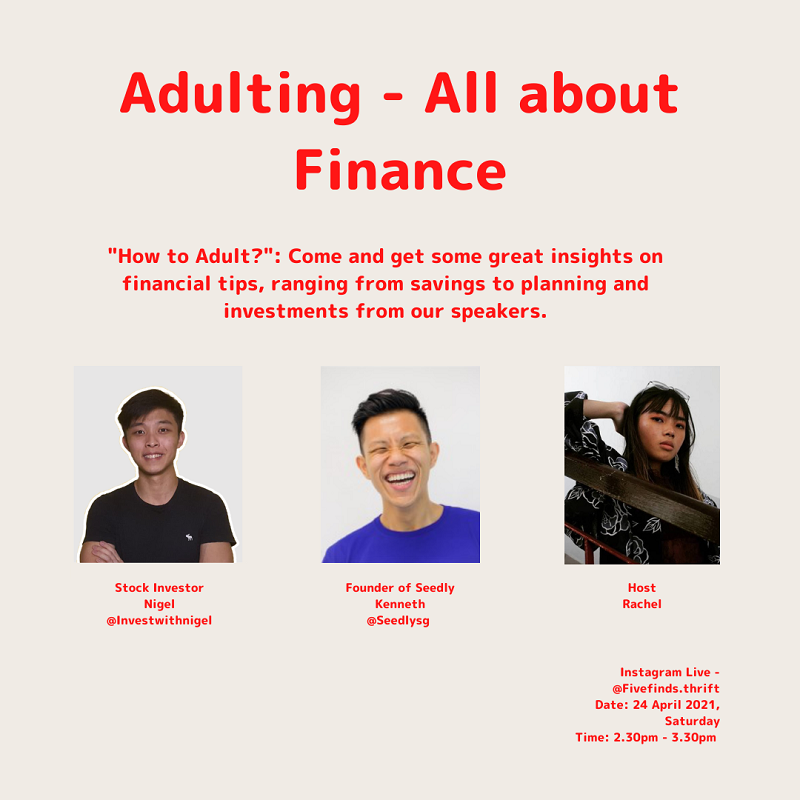 Adulting - All about
Finance
"How to Adult?": Come and get some great insights on
financial tips, ranging from savings to planning and
investments from our speakers.
Stock Investor
Nigel
@Investwithnigel
Founder of Seedly
Kenneth
@Seedlysg
Host
Rachel
Instagram Live -
@Fivefinds.thrift
Date: 24 April 2021,
Saturday
Time: 2.30pm - 3.30pm